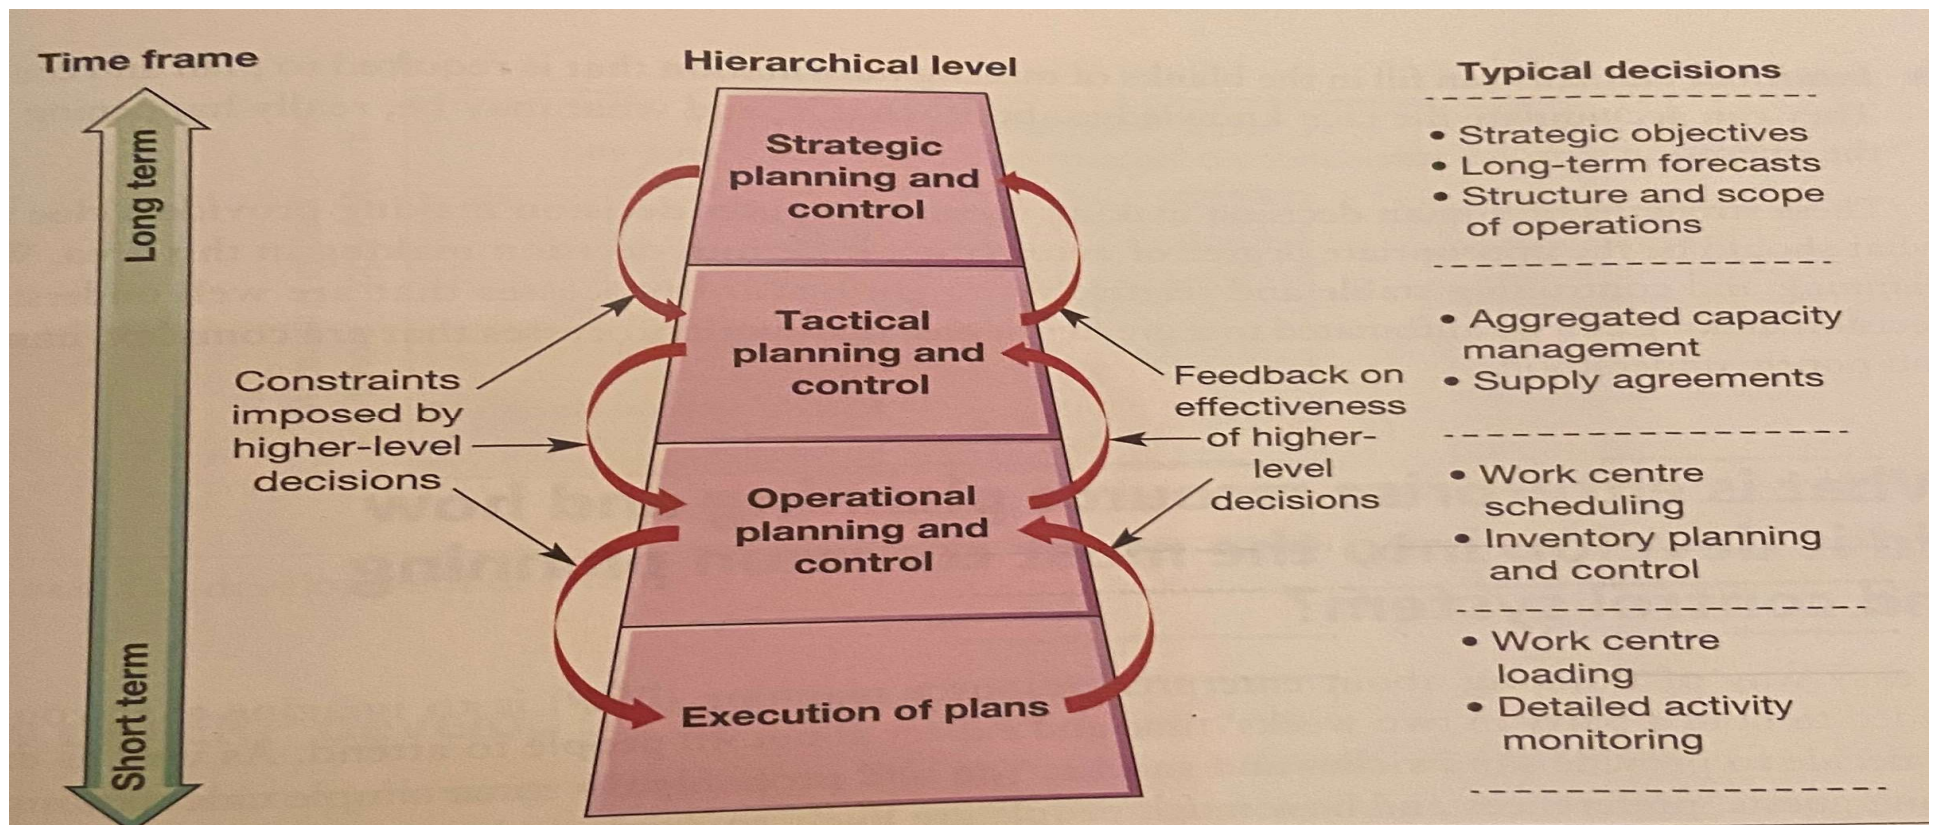 Time frame
Hierarchical level
Typical decisions
Long term
Short term
Strategic
planning and
control
Tactical
planning and
control
Operational
planning and
control
Execution of plans
Constraints
imposed by
higher-level
decisions
Feedback on
effectiveness
of higher-
level
decisions
• Strategic objectives
• Long-term forecasts
• Structure and scope
of operations
• Aggregated capacity
management
• Supply agreements
• Work centre
scheduling
• Inventory planning
and control
• Work centre
loading
• Detailed activity
monitoring